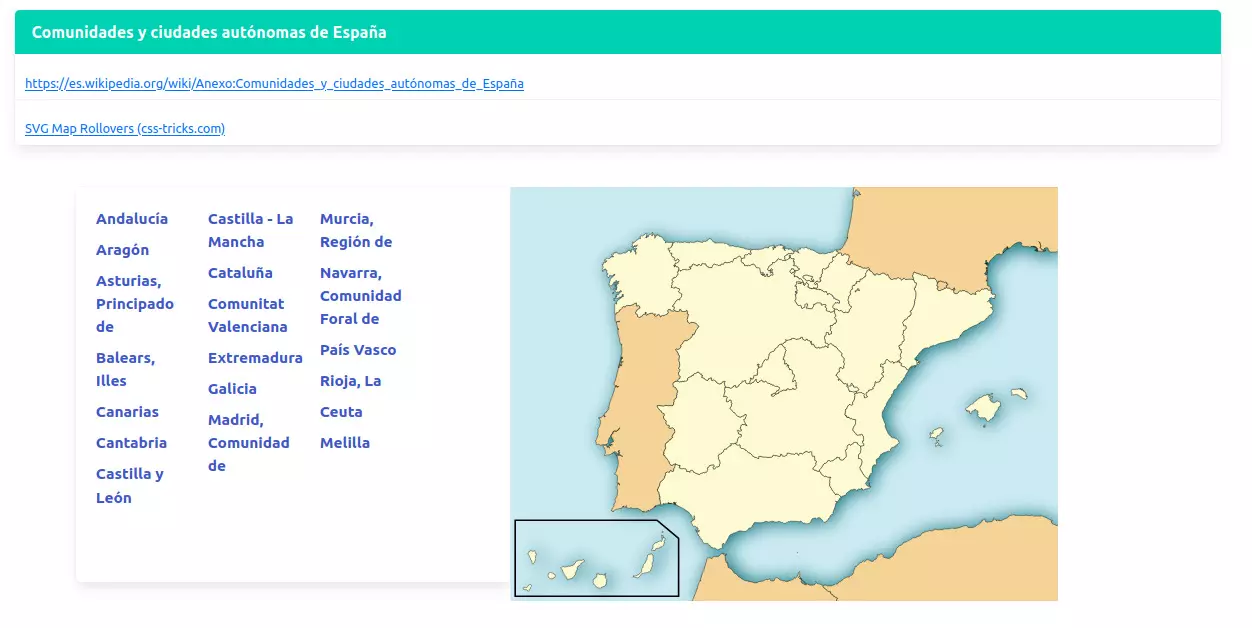 Comunidades y ciudades autónomas de España
https://es.wikipedia.org/wiki/Anexo:Comunidades_y_ciudades_autónomas_de_España
SVG Map Rollovers (css-tricks.com)
Andalucía
Aragón
Asturias,
Principado
de
Balears,
Illes
Canarias
Cantabria
Castilla y
León
Castilla - La
Mancha
Cataluña
Comunitat
Valenciana
Extremadura
Galicia
Madrid,
Comunidad
de
Murcia,
Región de
Navarra,
Comunidad
Foral de
País Vasco
Rioja, La
Ceuta
Melilla